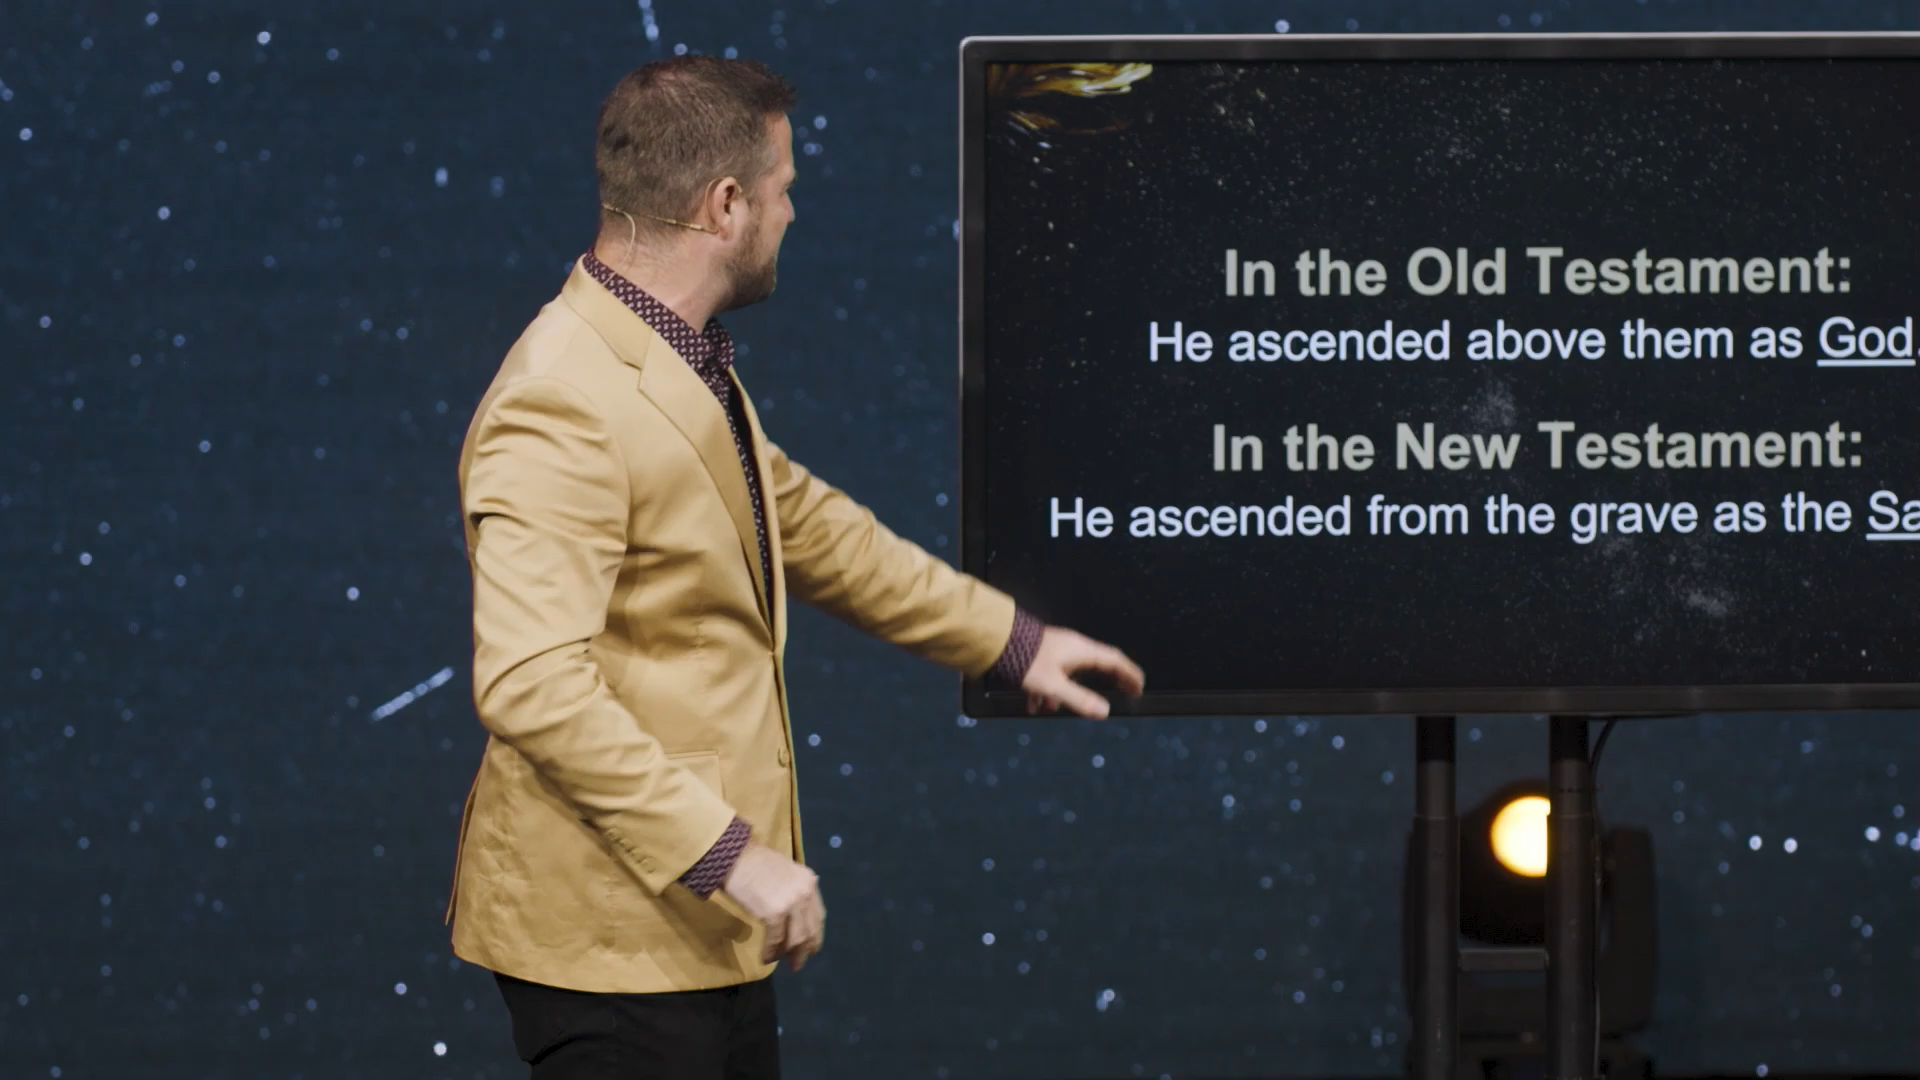 In the Old Testament:
He ascended above them as God.
In the New Testament:
He ascended from the grave as the